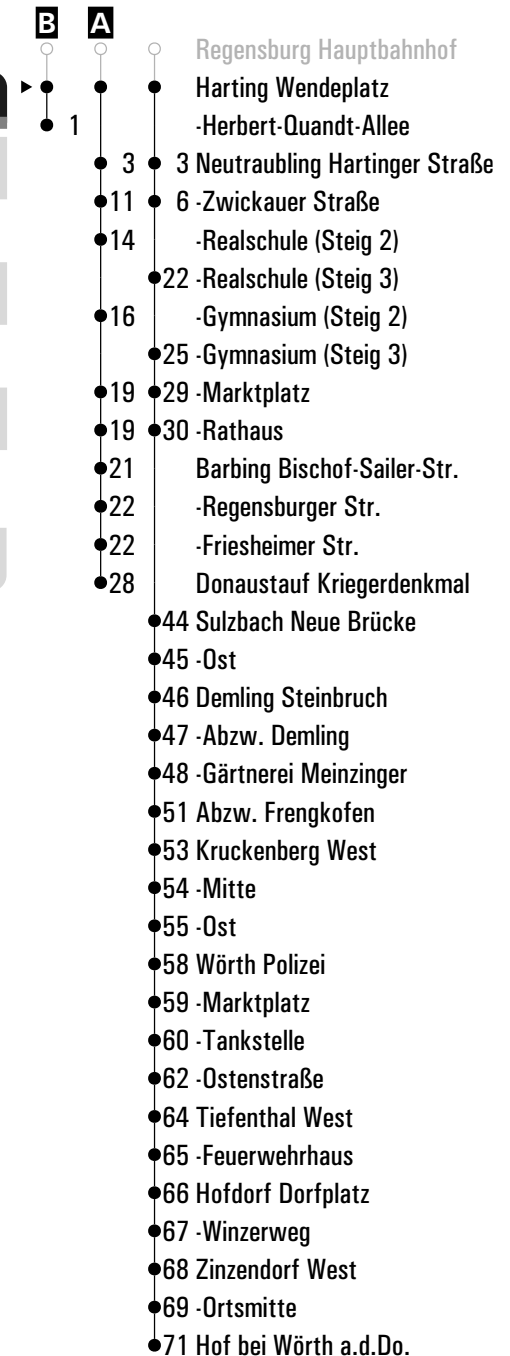 B A
Regensburg Hauptbahnhof
Harting Wendeplatz
1 -Herbert-Quandt-Allee
3 3 Neutraubling Hartinger Straße
11 6 -Zwickauer Straße
14 -Realschule (Steig 2)
22 -Realschule (Steig 3)
16 -Gymnasium (Steig 2)
25 -Gymnasium (Steig 3)
19 29 -Marktplatz
19 30 -Rathaus
21 Barbing Bischof-Sailer-Str.
22 -Regensburger Str.
22 -Friesheimer Str.
28 Donaustauf Kriegerdenkmal
44 Sulzbach Neue Brücke
45 -Ost
46 Demling Steinbruch
47 -Abzw. Demling
48 -Gärtnerei Meinzinger
51 Abzw. Frengkofen
53 Kruckenberg West
54 -Mitte
55 -Ost
58 Wörth Polizei
59 -Marktplatz
60 -Tankstelle
62 -Ostenstraße
64 Tiefenthal West
65 -Feuerwehrhaus
66 Hofdorf Dorfplatz
67 -Winzerweg
68 Zinzendorf West
69 -Ortsmitte
71 Hof bei Wörth a.d.Do.